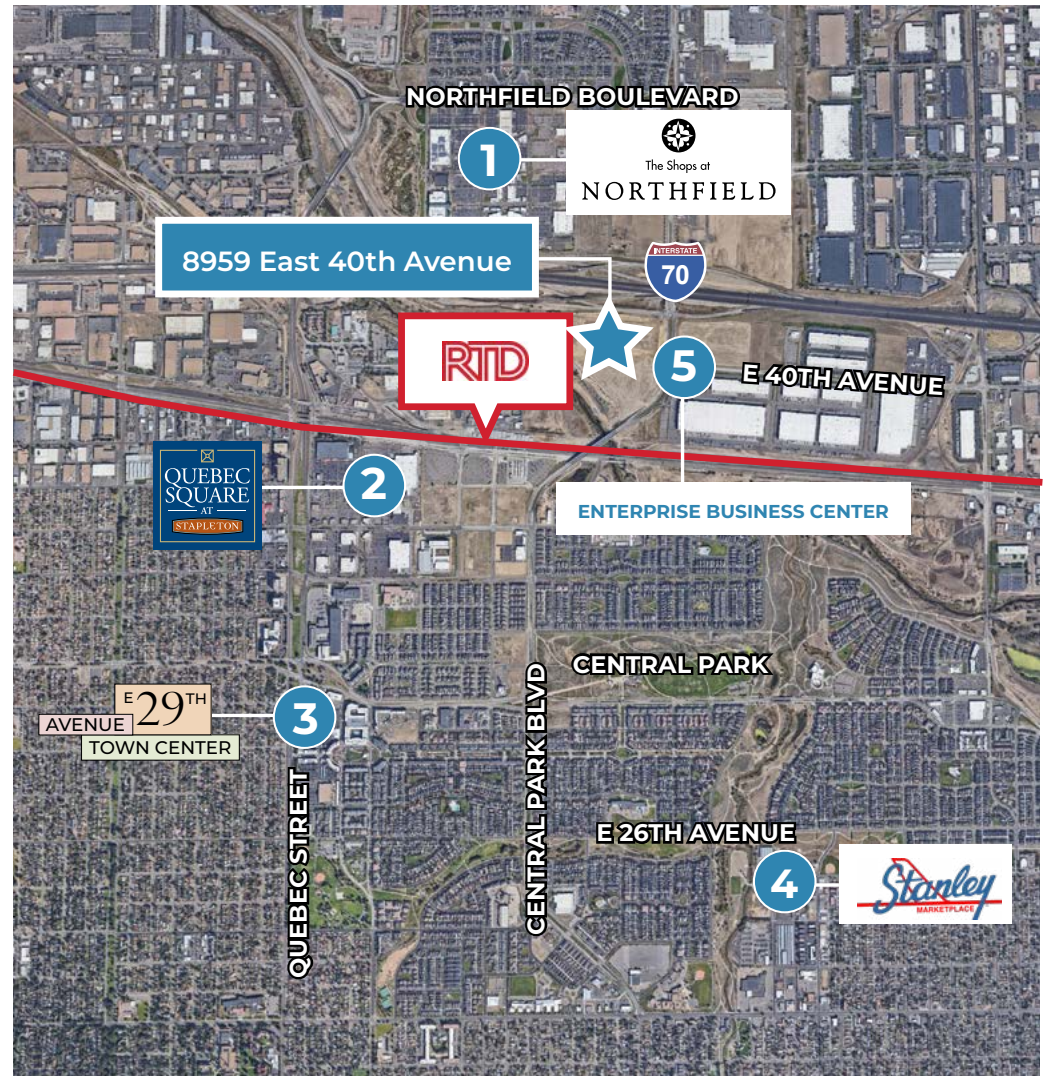 NORTHFIELD BOULEVARD
1
The Shops at
NORTHFIELD
8959 East 40th Avenue
INTERSTATE
70
RTD
5
E 40TH AVENUE
2
QUEBEC
SQUARE
AT
STAPLETON
ENTERPRISE BUSINESS CENTER
CENTRAL PARK
E 29TH
AVENUE
TOWN CENTER
3
CENTRAL PARK BLVD
QUEBEC STREET
E 26TH AVENUE
4
Stanley
MARKETPLACE